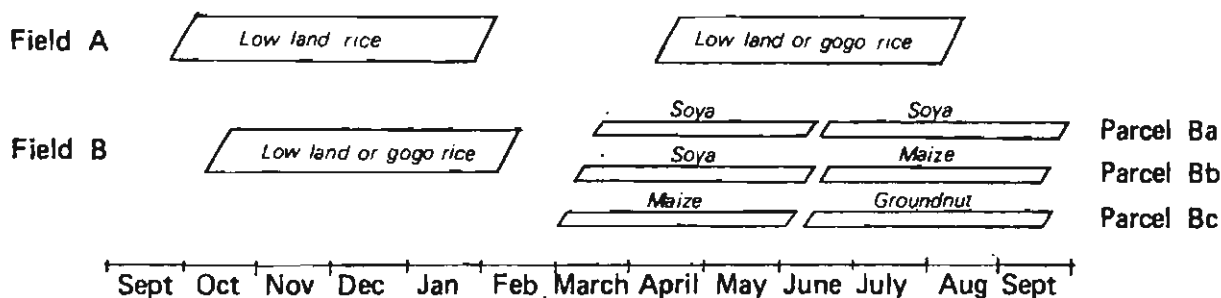 Field A
Low land rice
Low land or gogo rice
Soya
Soya
Parcel Ba
Field B
Low land or gogo rice
Soya
Maize
Parcel Bb
Maize
Groundnut
Parcel Bc
Sept Oct Nov Dec Jan Feb March April May June July Aug Sept